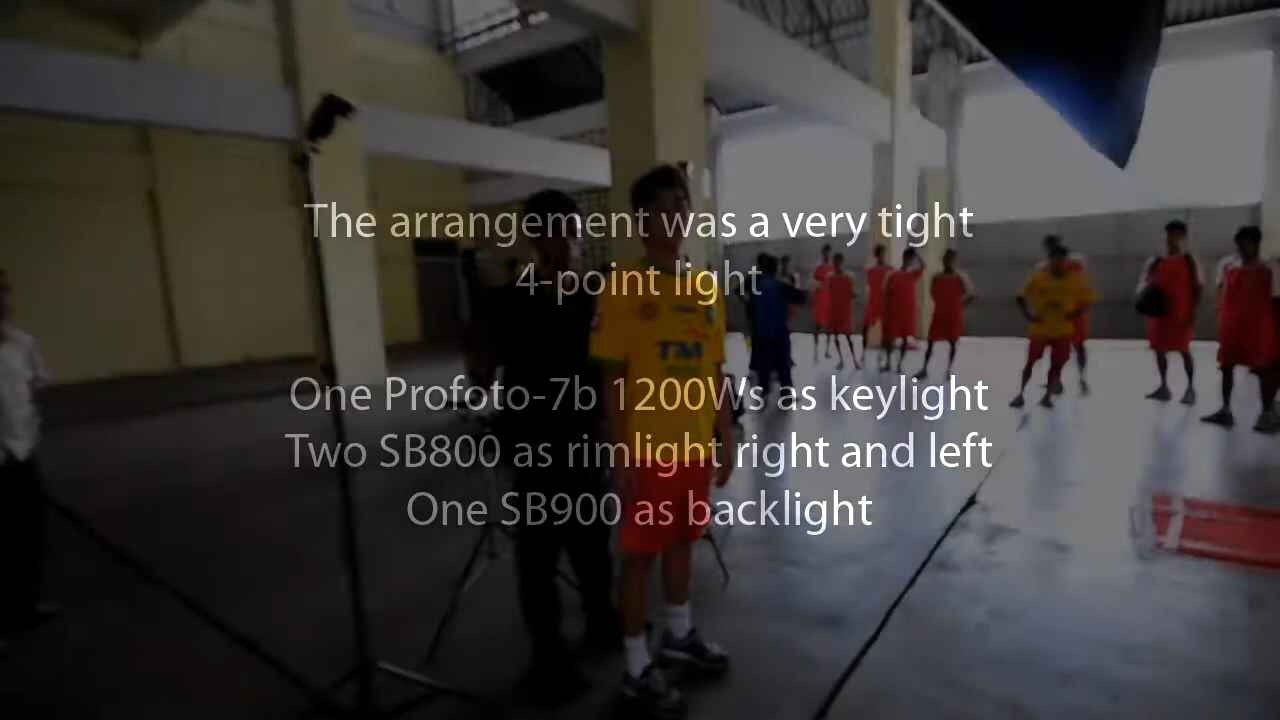 The arrangement was a very tight
4-point light
One Profoto-7b 1200Ws as keylight
Two SB800 as rimlight right and left
One SB900 as backlight
TM